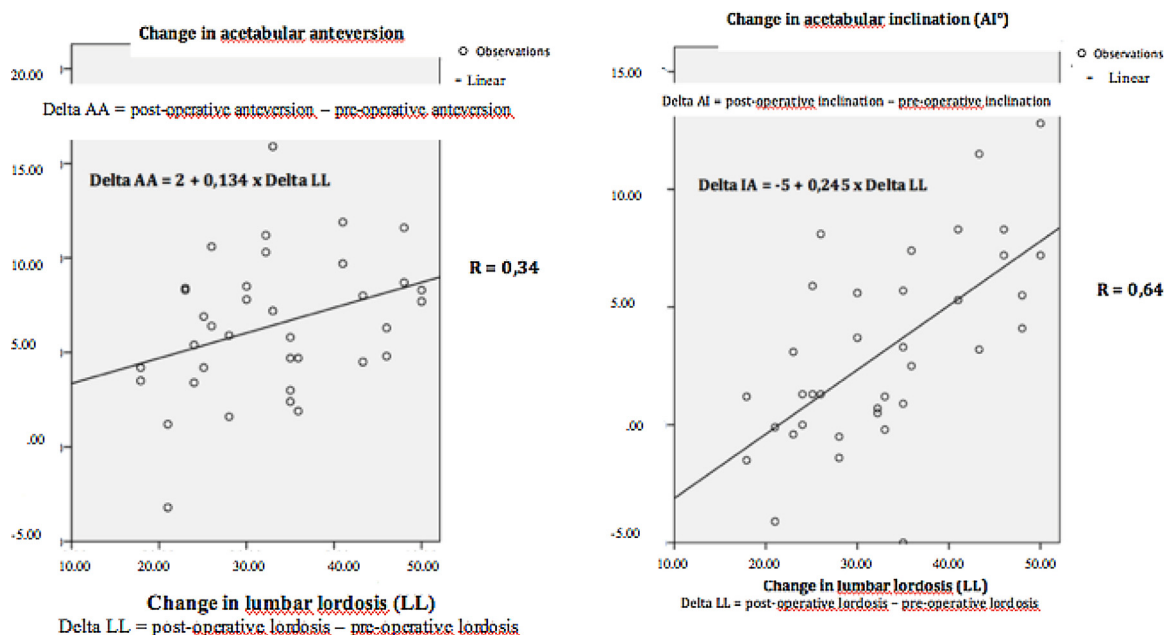 Change in acetabular anteversion
Observations
Linear
20.00
Delta AA = post-operative anteversion – pre-operative anteversion
15.00
Delta AA = 2 + 0,134 x Delta LL
10.00
R = 0,34
5.00
.00
-5.00
10.00 20.00 30.00 40.00 50.00
Change in lumbar lordosis (LL)
Delta LL = post-operative lordosis – pre-operative lordosis
Change in acetabular inclination (AI°)
Observations
Linear
15.00
Delta AI = post-operative inclination – pre-operative inclination
Delta IA = -5 + 0,245 x Delta LL
10.00
R = 0,64
5.00
.00
-5.00
10.00 20.00 30.00 40.00 50.00
Change in lumbar lordosis (LL)
Delta LL = post-operative lordosis – pre-operative lordosis